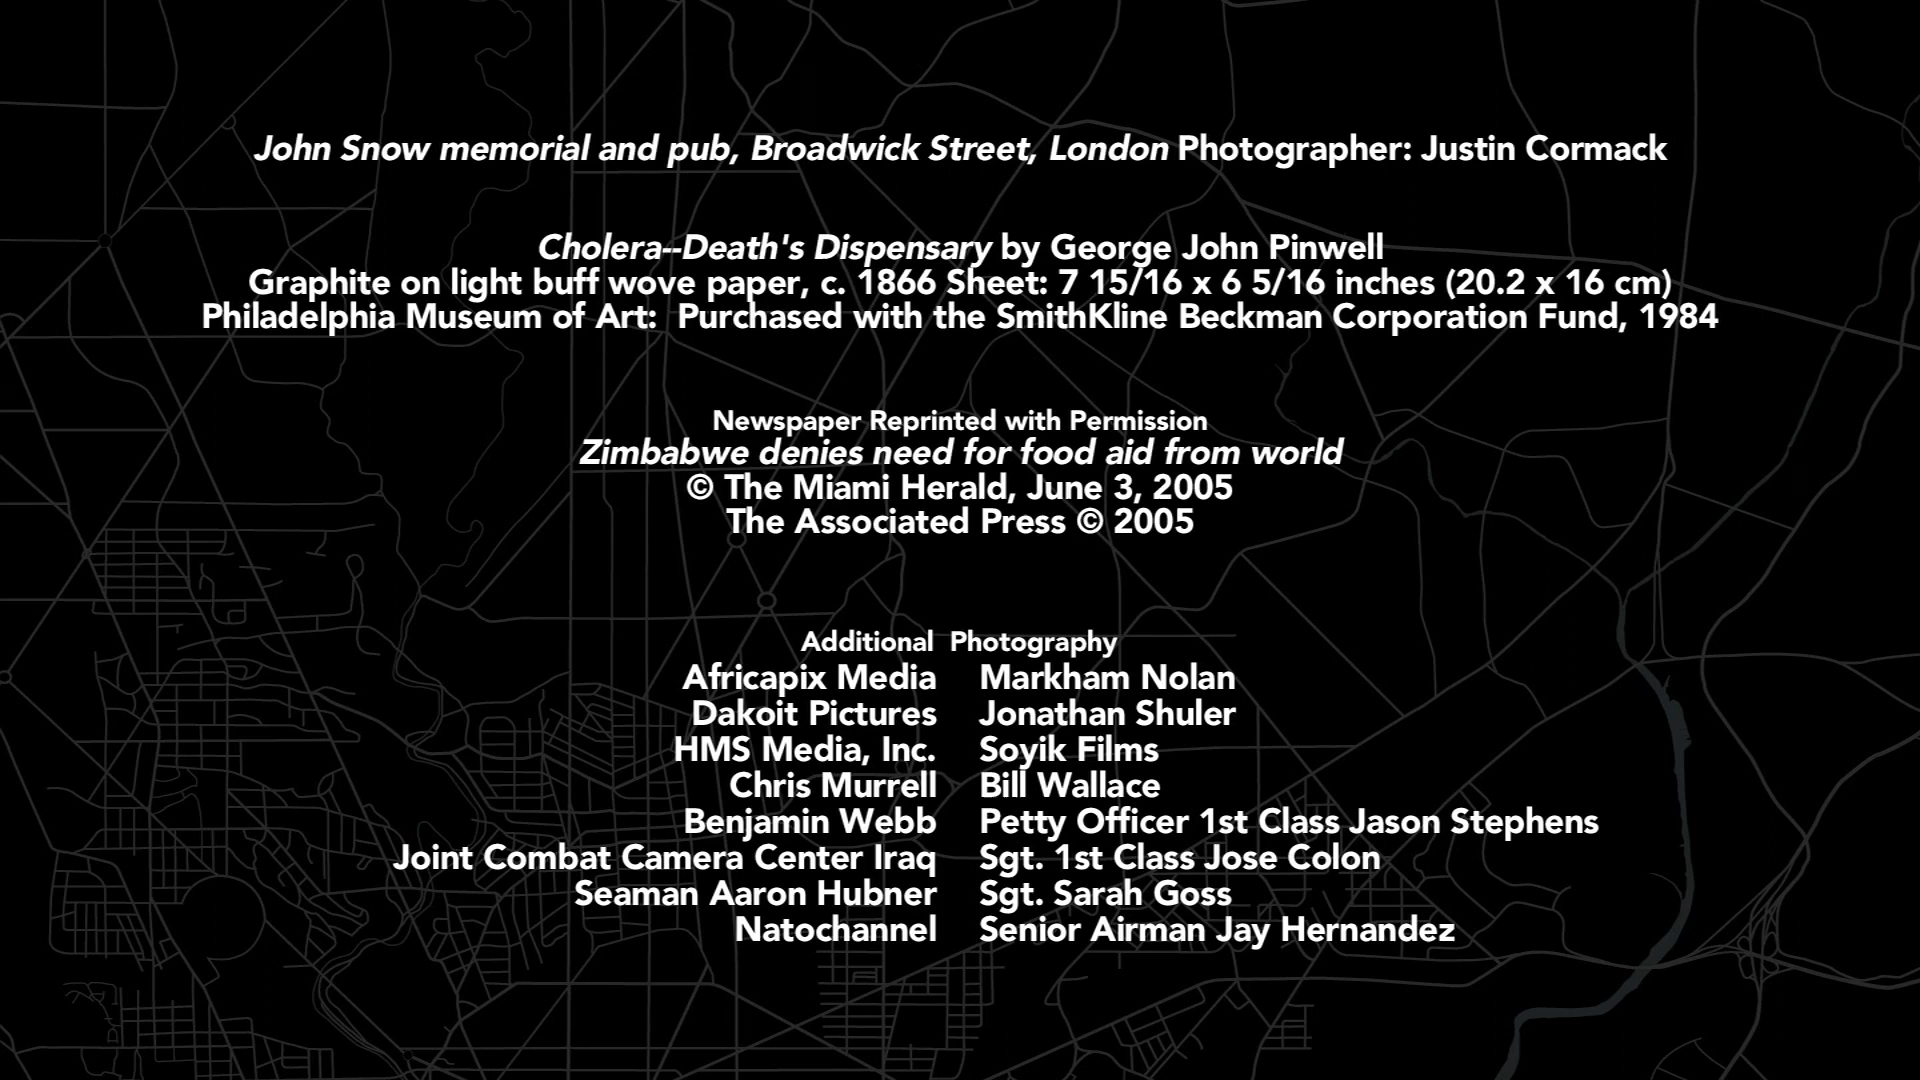 John Snow memorial and pub, Broadwick Street, London Photographer: Justin Cormack
Cholera--Death's Dispensary by George John Pinwell
Graphite on light buff wove paper, c. 1866 Sheet: 7 15/16 x 6 5/16 inches (20.2 x 16 cm)
Philadelphia Museum of Art:  Purchased with the SmithKline Beckman Corporation Fund, 1984
Newspaper Reprinted with Permission
Zimbabwe denies need for food aid from world
© The Miami Herald, June 3, 2005
The Associated Press © 2005
Additional  Photography
Africapix Media Markham Nolan
Dakoit Pictures Jonathan Shuler
HMS Media, Inc. Soyik Films
Chris Murrell Bill Wallace
Benjamin Webb Petty Officer 1st Class Jason Stephens
Joint Combat Camera Center Iraq Sgt. 1st Class Jose Colon
Seaman Aaron Hubner Sgt. Sarah Goss
Natochannel Senior Airman Jay Hernandez